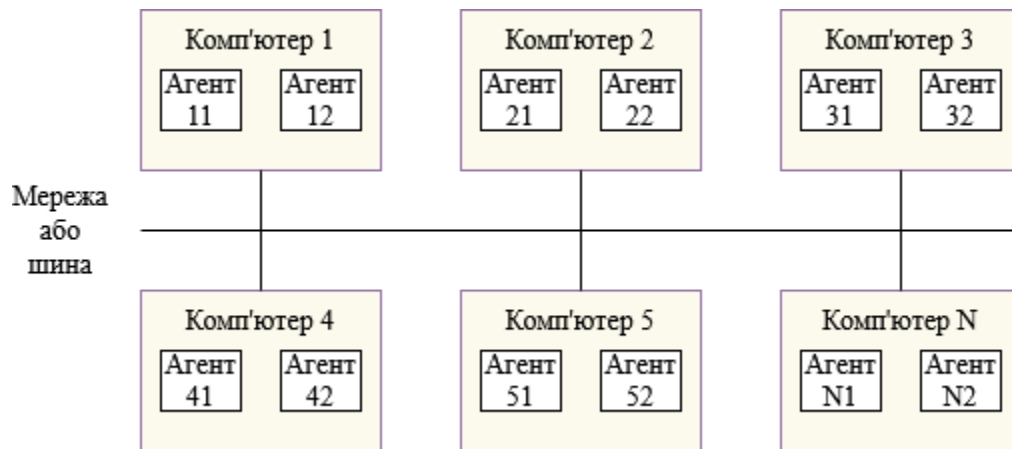 Комп'ютер 1
Агент
11
Агент
12
Комп'ютер 2
Агент
21
Агент
22
Комп'ютер 3
Агент
31
Агент
32
Мережа
або
шина
Комп'ютер 4
Агент
41
Агент
42
Комп'ютер 5
Агент
51
Агент
52
Комп'ютер N
Агент
N1
Агент
N2